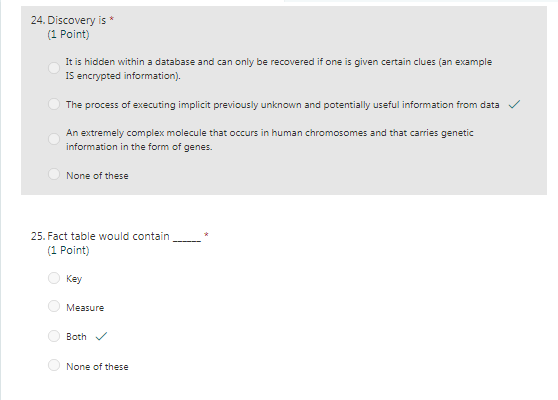 24. Discovery is *
(1 Point)
It is hidden within a database and can only be recovered if one is given certain clues (an example
IS encrypted information).
The process of executing implicit previously unknown and potentially useful information from data
An extremely complex molecule that occurs in human chromosomes and that carries genetic
information in the form of genes.
None of these
25. Fact table would contain ______ *
(1 Point)
Key
Measure
Both
None of these